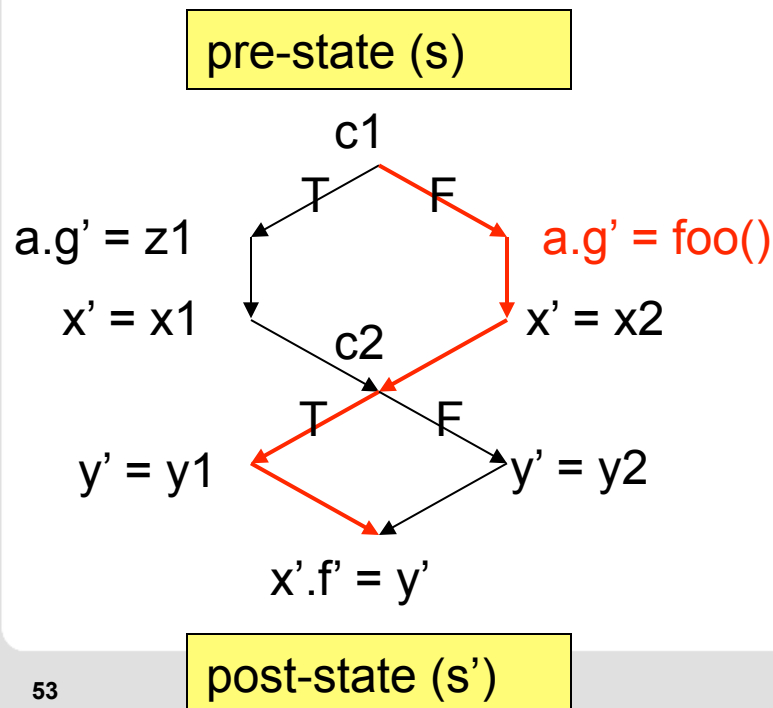 pre-state (s)
c1
T F
a.g’ = z1 a.g’ = foo()
x’ = x1 x’ = x2
c2
T F
y’ = y1 y’ = y2
x’.f’ = y’
post-state (s’)
53